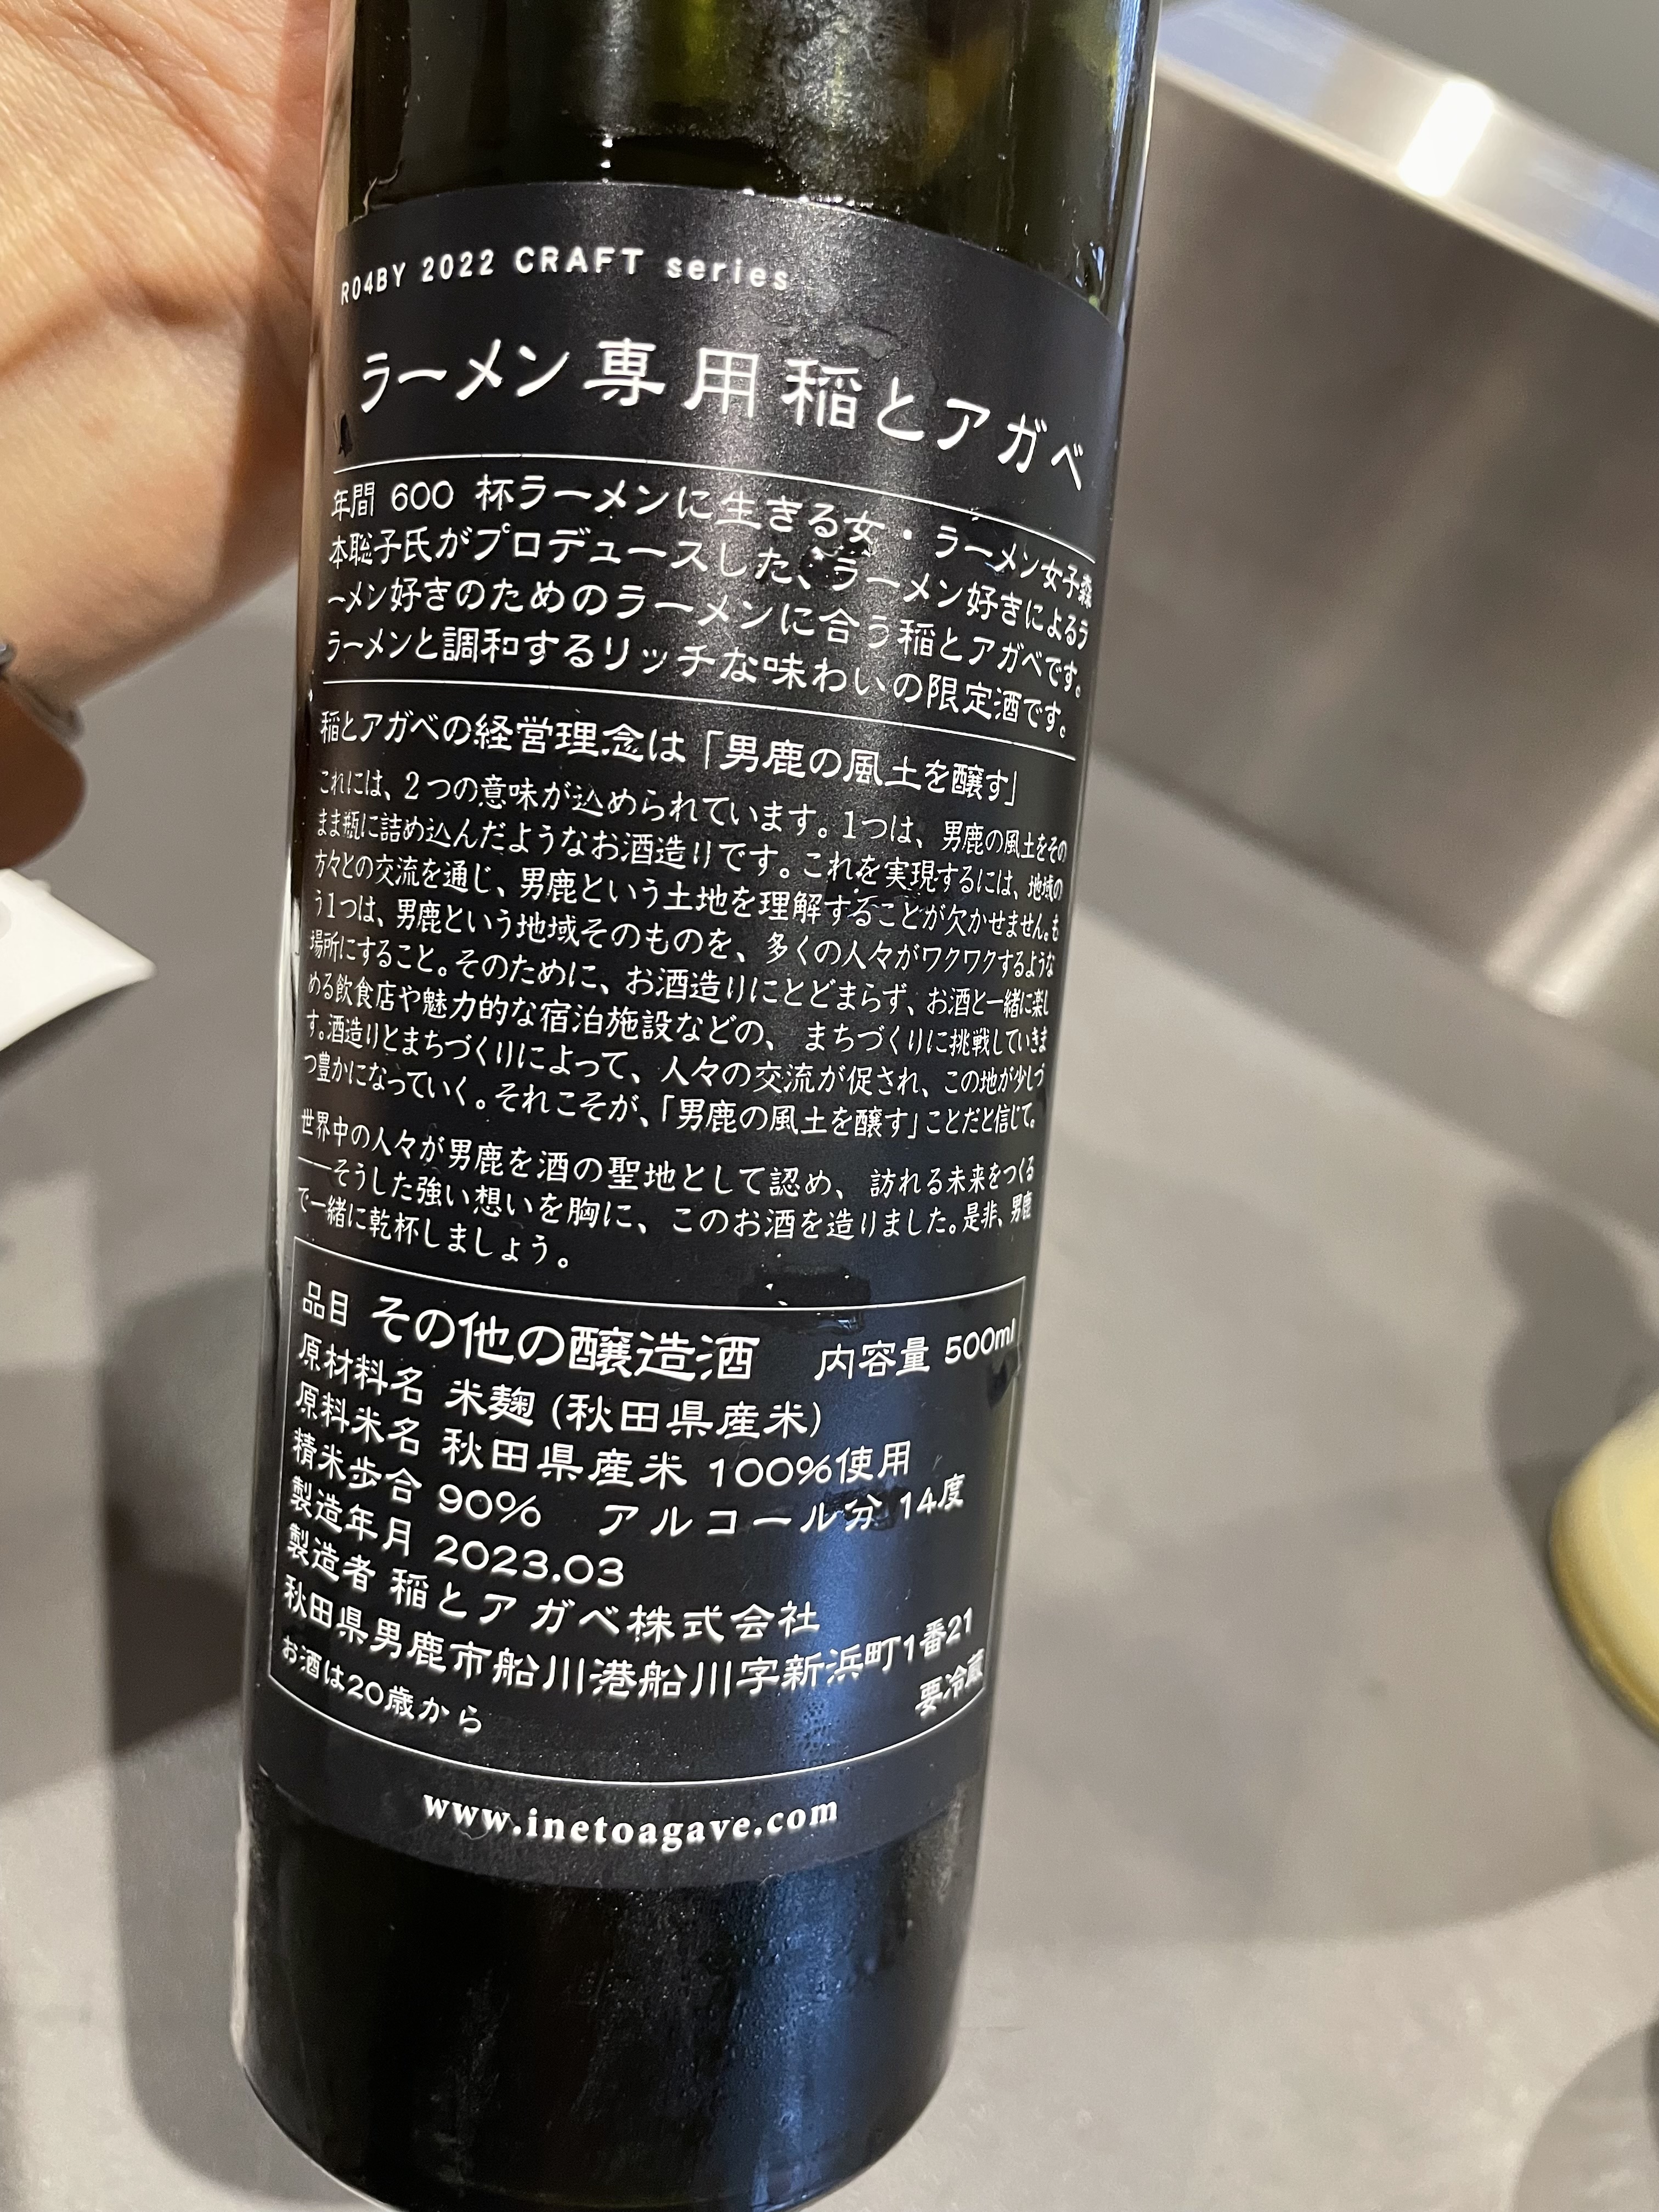 R04BY 2022 CRAFT series
ラーメン専用稲とアガベ
年間 600 杯ラーメンに生きる女・ラーメン女子森
本聡子氏がプロデュースした、ラーメン好きによるラ
ーメン好きのためのラーメンに合う稲とアガベです。
ラーメンと調和するリッチな味わいの限定酒です。
稲とアガベの経営理念は「男鹿の風土を醸す」
これには、2つの意味が込められています。1つは、男鹿の風土をその
まま瓶に詰め込んだようなお酒造りです。これを実現するには、地域の
方々との交流を通じ、男鹿という土地を理解することが欠かせません。も
う1つは、男鹿という地域そのものを、多くの人々がワクワクするような
場所にすること。そのために、お酒造りにとどまらず、お酒と一緒に楽し
める飲食店や魅力的な宿泊施設などの、まちづくりに挑戦していきま
す。酒造りとまちづくりによって、人々の交流が促され、この地が少しづ
つ豊かになっていく。それこそが、「男鹿の風土を醸す」ことだと信じて。
世界中の人々が男鹿を酒の聖地として認め、訪れる未来をつくる
――そうした強い想いを胸に、このお酒を造りました。是非、男鹿
で一緒に乾杯しましょう。
品目 その他の醸造酒 内容量 500ml
原材料名 米麹(秋田県産米)
原料米名 秋田県産米 100%使用
精米歩合 90% アルコール分 14度
製造年月 2023.03
製造者 稲とアガベ株式会社
秋田県男鹿市船川港船川字新浜町1番21
お酒は20歳から 要冷蔵
www.inetoagave.com